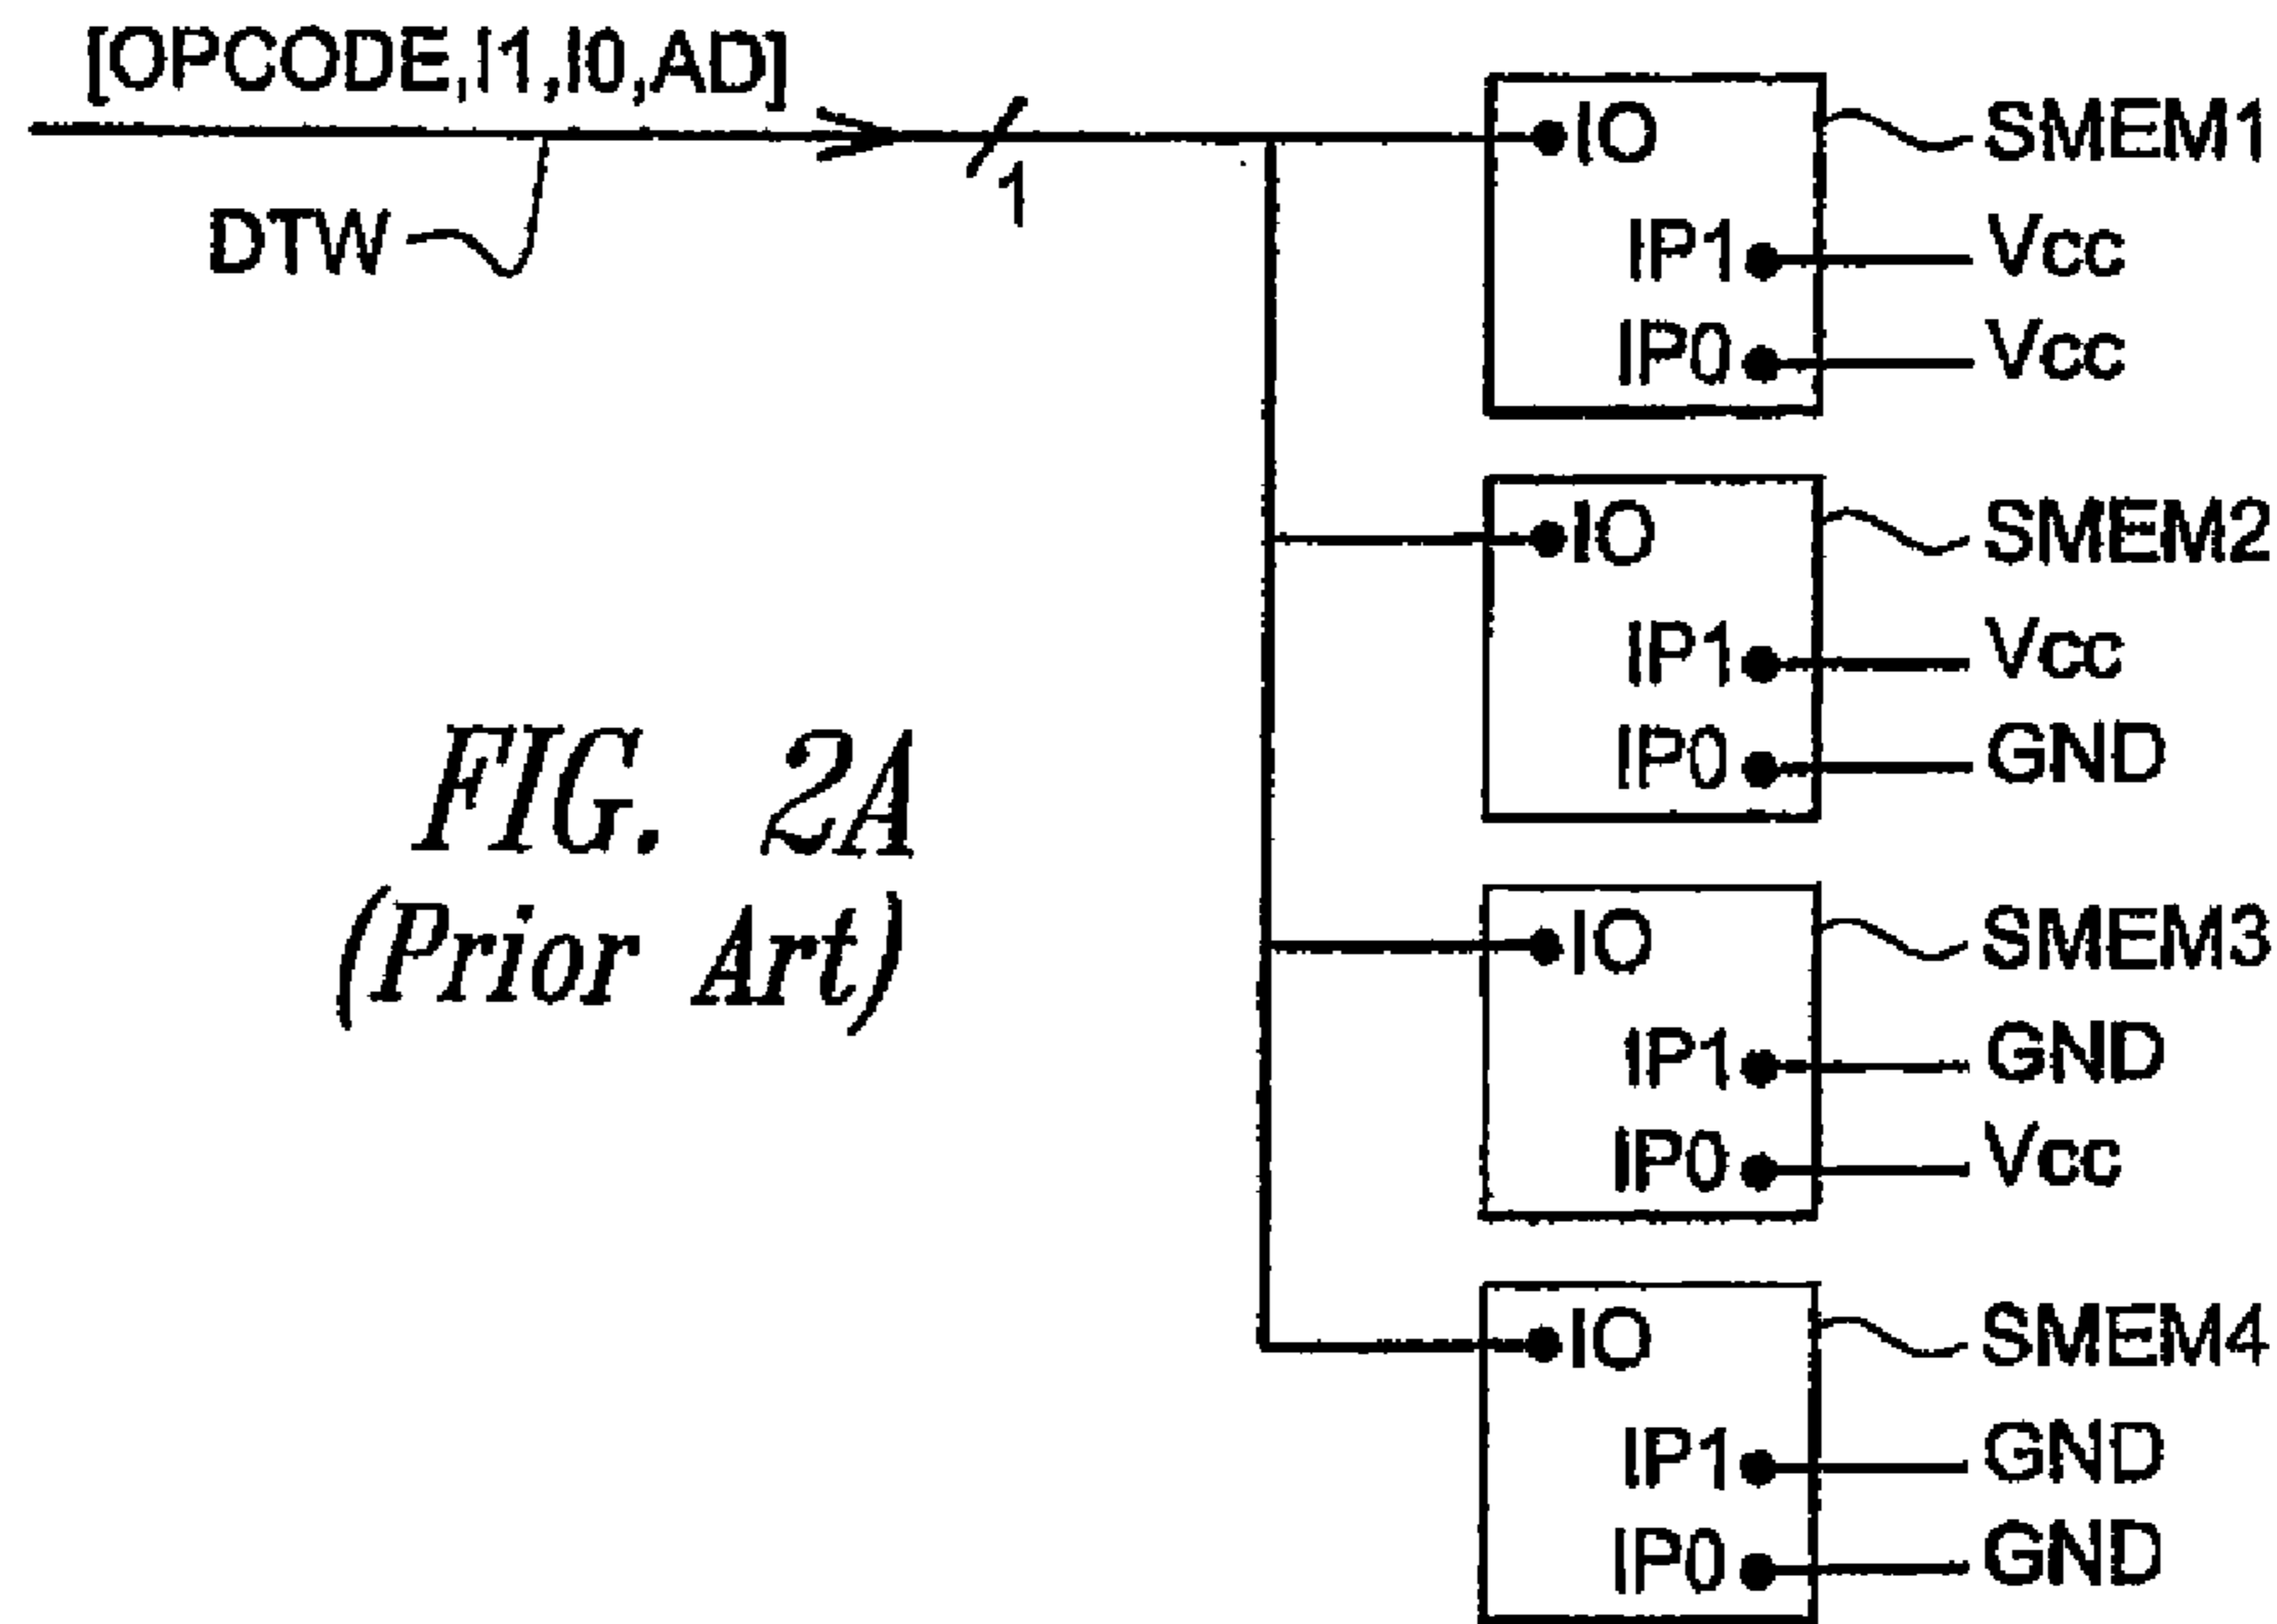 [OPCODE,I1,I0,AD]
DTW
1
IO
SMEM1
IP1
Vcc
IP0
Vcc
IO
SMEM2
IP1
Vcc
IP0
GND
FIG. 2A
(Prior Art)
IO
SMEM3
IP1
GND
IP0
Vcc
IO
SMEM4
IP1
GND
IP0
GND